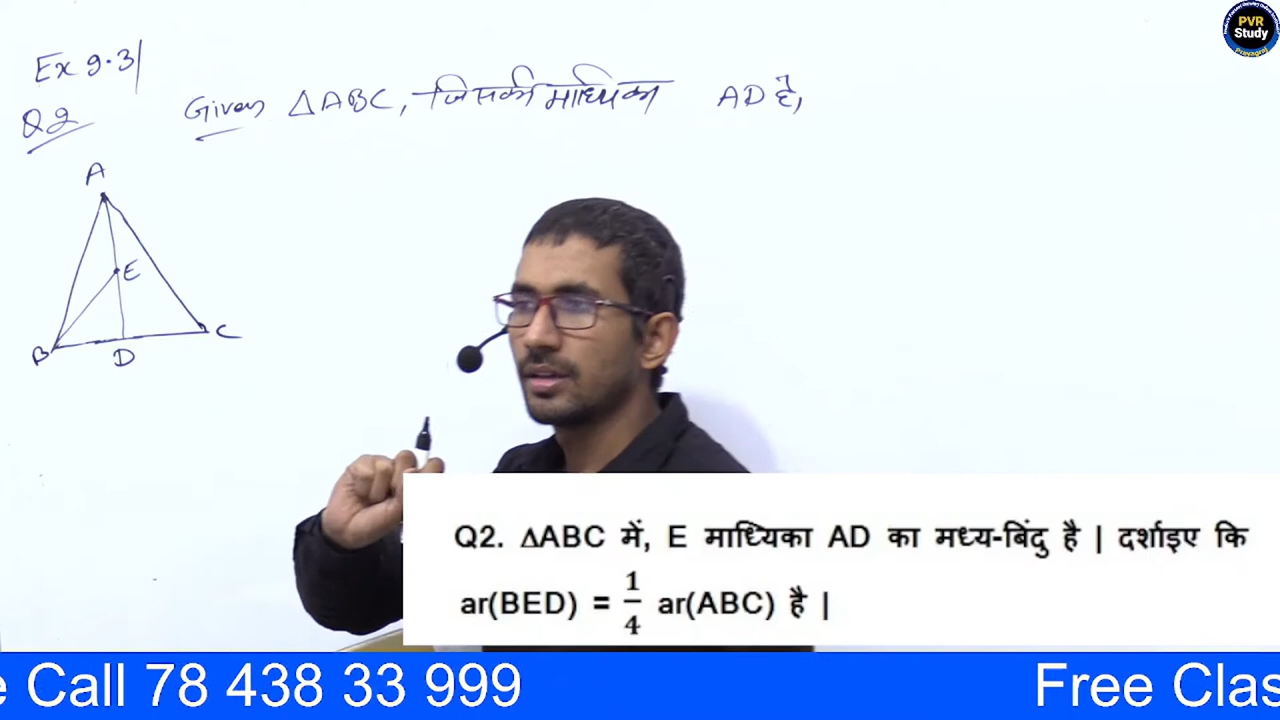 PVR
Study
Ex 9.3
Q2 Given △ABC, जिसकी माध्यिका AD है,
A
E
B D C
Q2. ∆ABC में, E माध्यिका AD का मध्य-बिंदु है | दर्शाइए कि
ar(BED) = 1/4 ar(ABC) है |
e Call 78 438 33 999 Free Clas